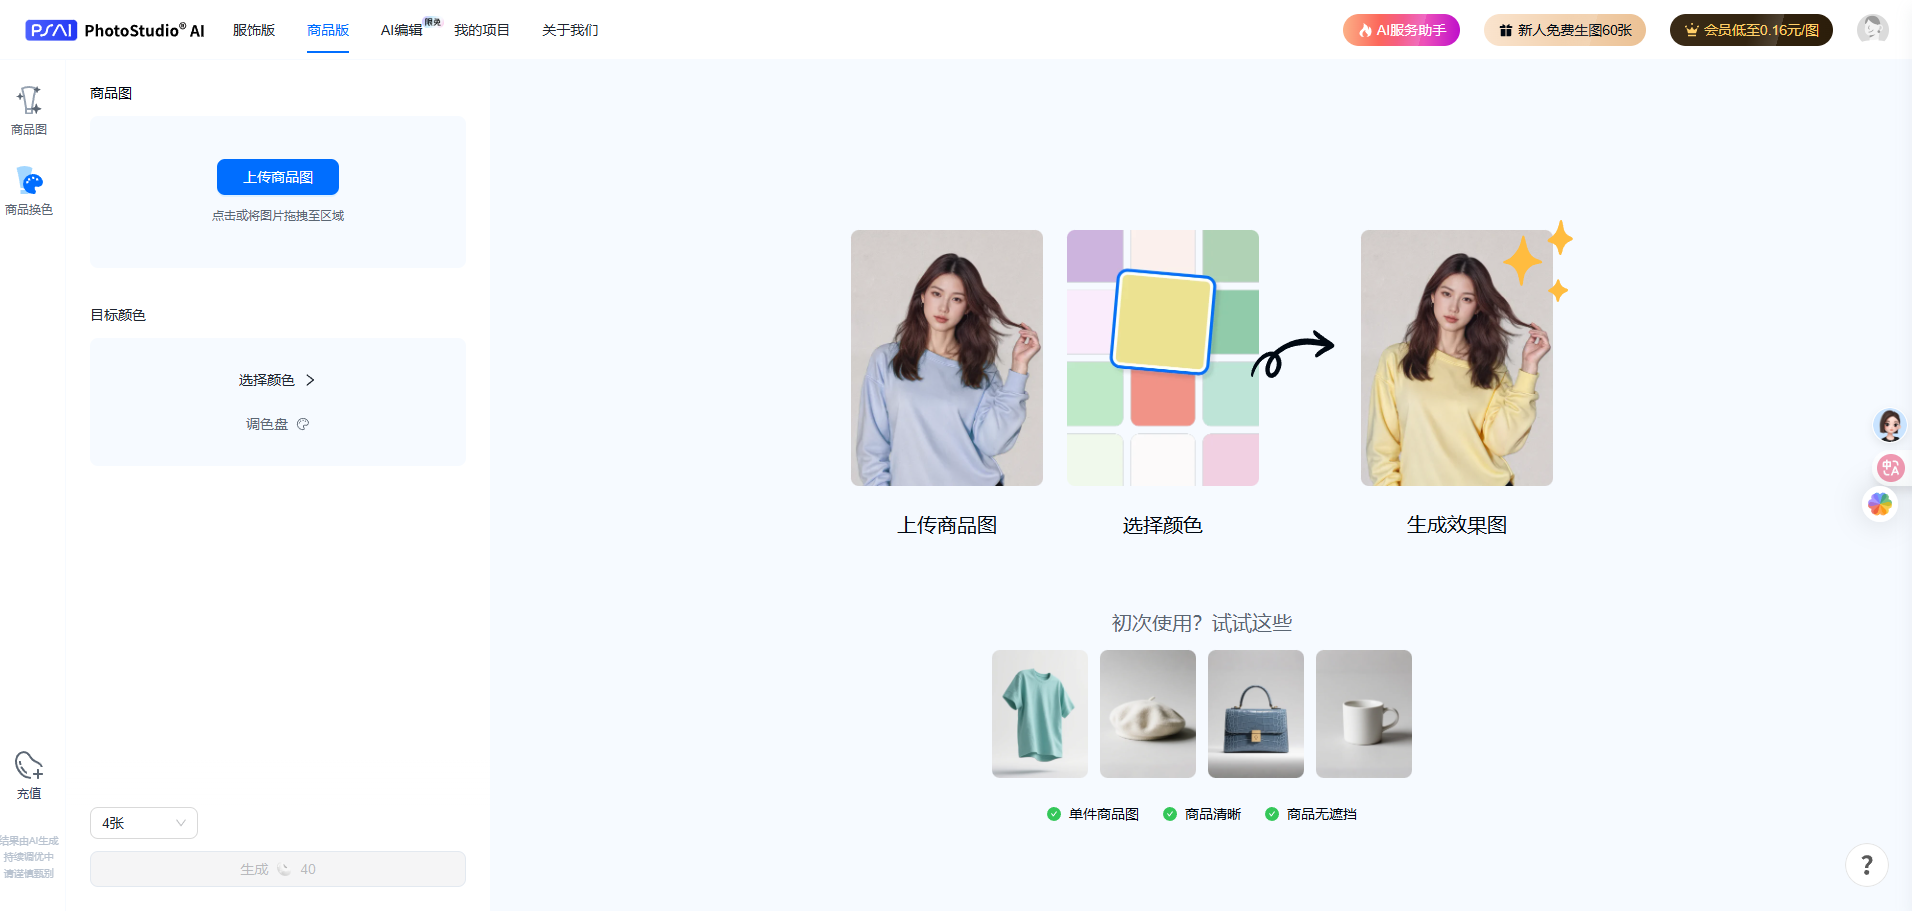 PSAI PhotoStudio® AI
服饰版
商品版
AI编辑
限免
我的项目
关于我们
AI服务助手
新人免费生图60张
会员低至0.16元/图
商品图
商品换色
商品图
上传商品图
点击或将图片拖拽至区域
目标颜色
选择颜色
调色盘
上传商品图
选择颜色
生成效果图
初次使用？试试这些
单件商品图
商品清晰
商品无遮挡
充值
结果由AI生成
持续调优中
请谨慎甄别
4张
生成 40
中A
?